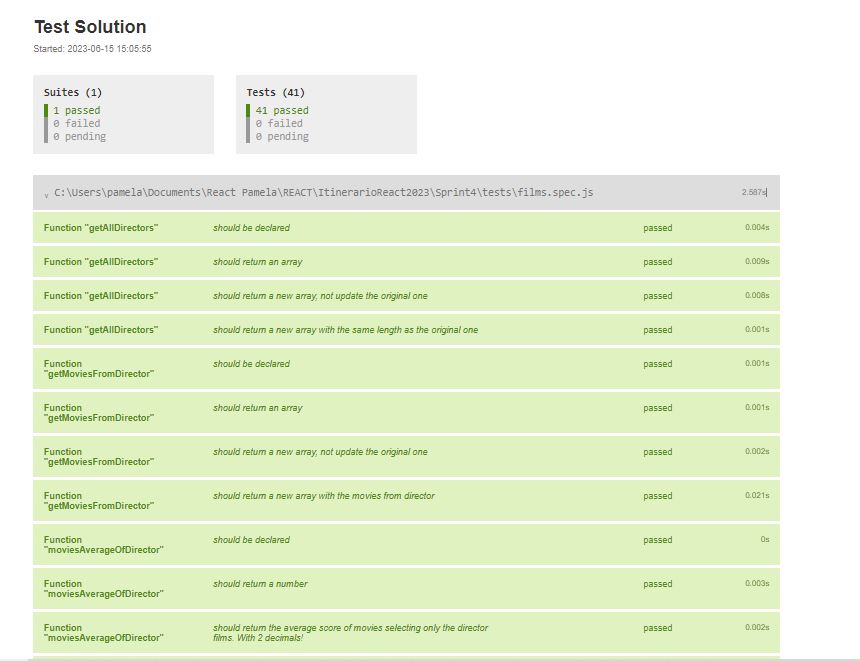 Test Solution
Started: 2023-06-15 15:05:55
Suites (1)
1 passed
0 failed
0 pending
Tests (41)
41 passed
0 failed
0 pending
C:\Users\pamela\Documents\React Pamela\REACT\ItinerarioReact2023\Sprint4\tests\films.spec.js 2.587s
Function "getAllDirectors" should be declared passed 0.004s
Function "getAllDirectors" should return an array passed 0.009s
Function "getAllDirectors" should return a new array, not update the original one passed 0.008s
Function "getAllDirectors" should return a new array with the same length as the original one passed 0.001s
Function should be declared passed 0.001s
"getMoviesFromDirector"
Function should return an array passed 0.001s
"getMoviesFromDirector"
Function should return a new array, not update the original one passed 0.002s
"getMoviesFromDirector"
Function should return a new array with the movies from director passed 0.021s
"getMoviesFromDirector"
Function should be declared passed 0s
"moviesAverageOfDirector"
Function should return a number passed 0.003s
"moviesAverageOfDirector"
Function should return the average score of movies selecting only the director passed 0.002s
"moviesAverageOfDirector" films. With 2 decimals!